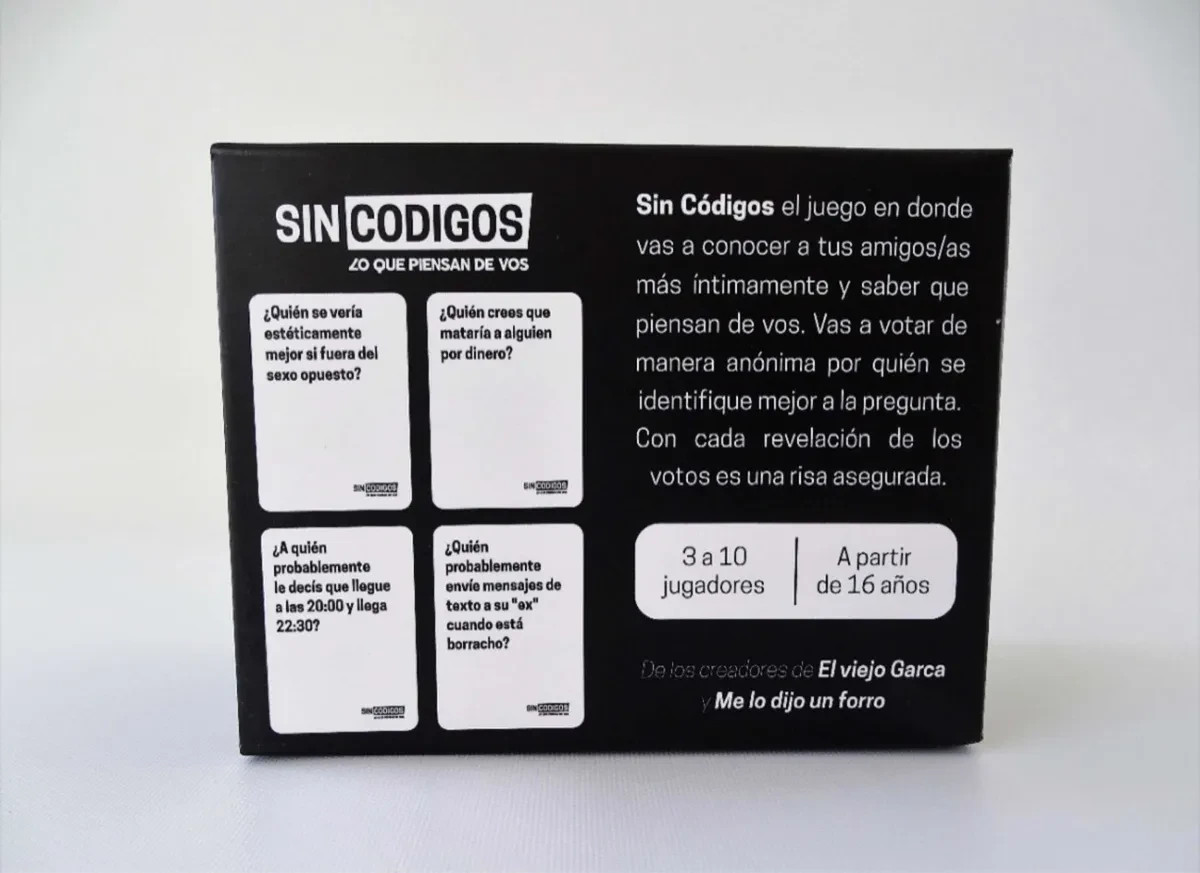 SIN CODIGOS
LO QUE PIENSAN DE VOS
¿Quién se vería
estéticamente
mejor si fuera del
sexo opuesto?
SIN CODIGOS
¿Quién crees que
mataría a alguien
por dinero?
SIN CODIGOS
¿A quién
probablemente
le decís que llegue
a las 20:00 y llega
22:30?
SIN CODIGOS
¿Quién
probablemente
envíe mensajes de
texto a su "ex"
cuando está
borracho?
SIN CODIGOS
Sin Códigos el juego en donde
vas a conocer a tus amigos/as
más íntimamente y saber que
piensan de vos. Vas a votar de
manera anónima por quién se
identifique mejor a la pregunta.
Con cada revelación de los
votos es una risa asegurada.
3 a 10
jugadores
A partir
de 16 años
De los creadores de El viejo Garca
y Me lo dijo un forro